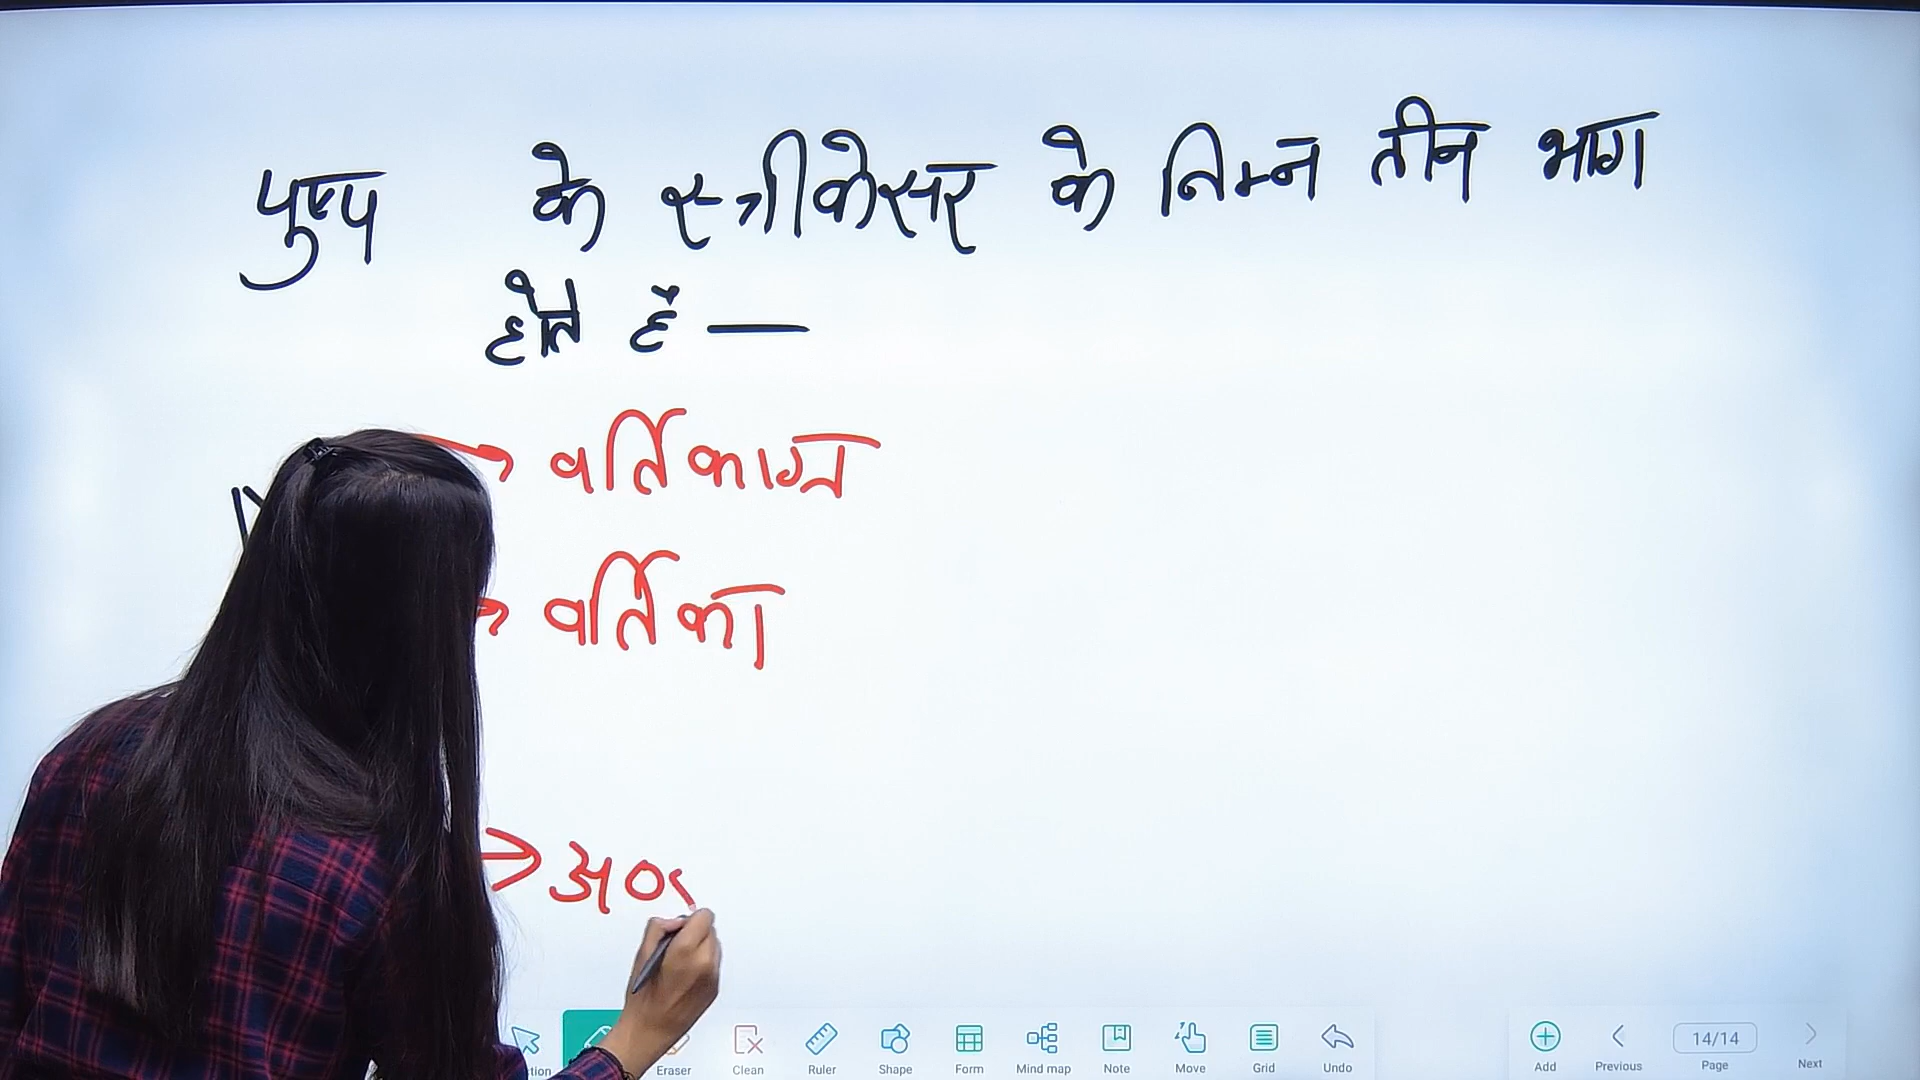 पुष्प के स्त्रीकेसर के निम्न तीन भाग
होते हैं —
वर्तिकाग्र
वर्तिका
Eraser Clean Ruler Shape Form Mind map Note Move Grid Undo Add Previous 14/14 Page Next